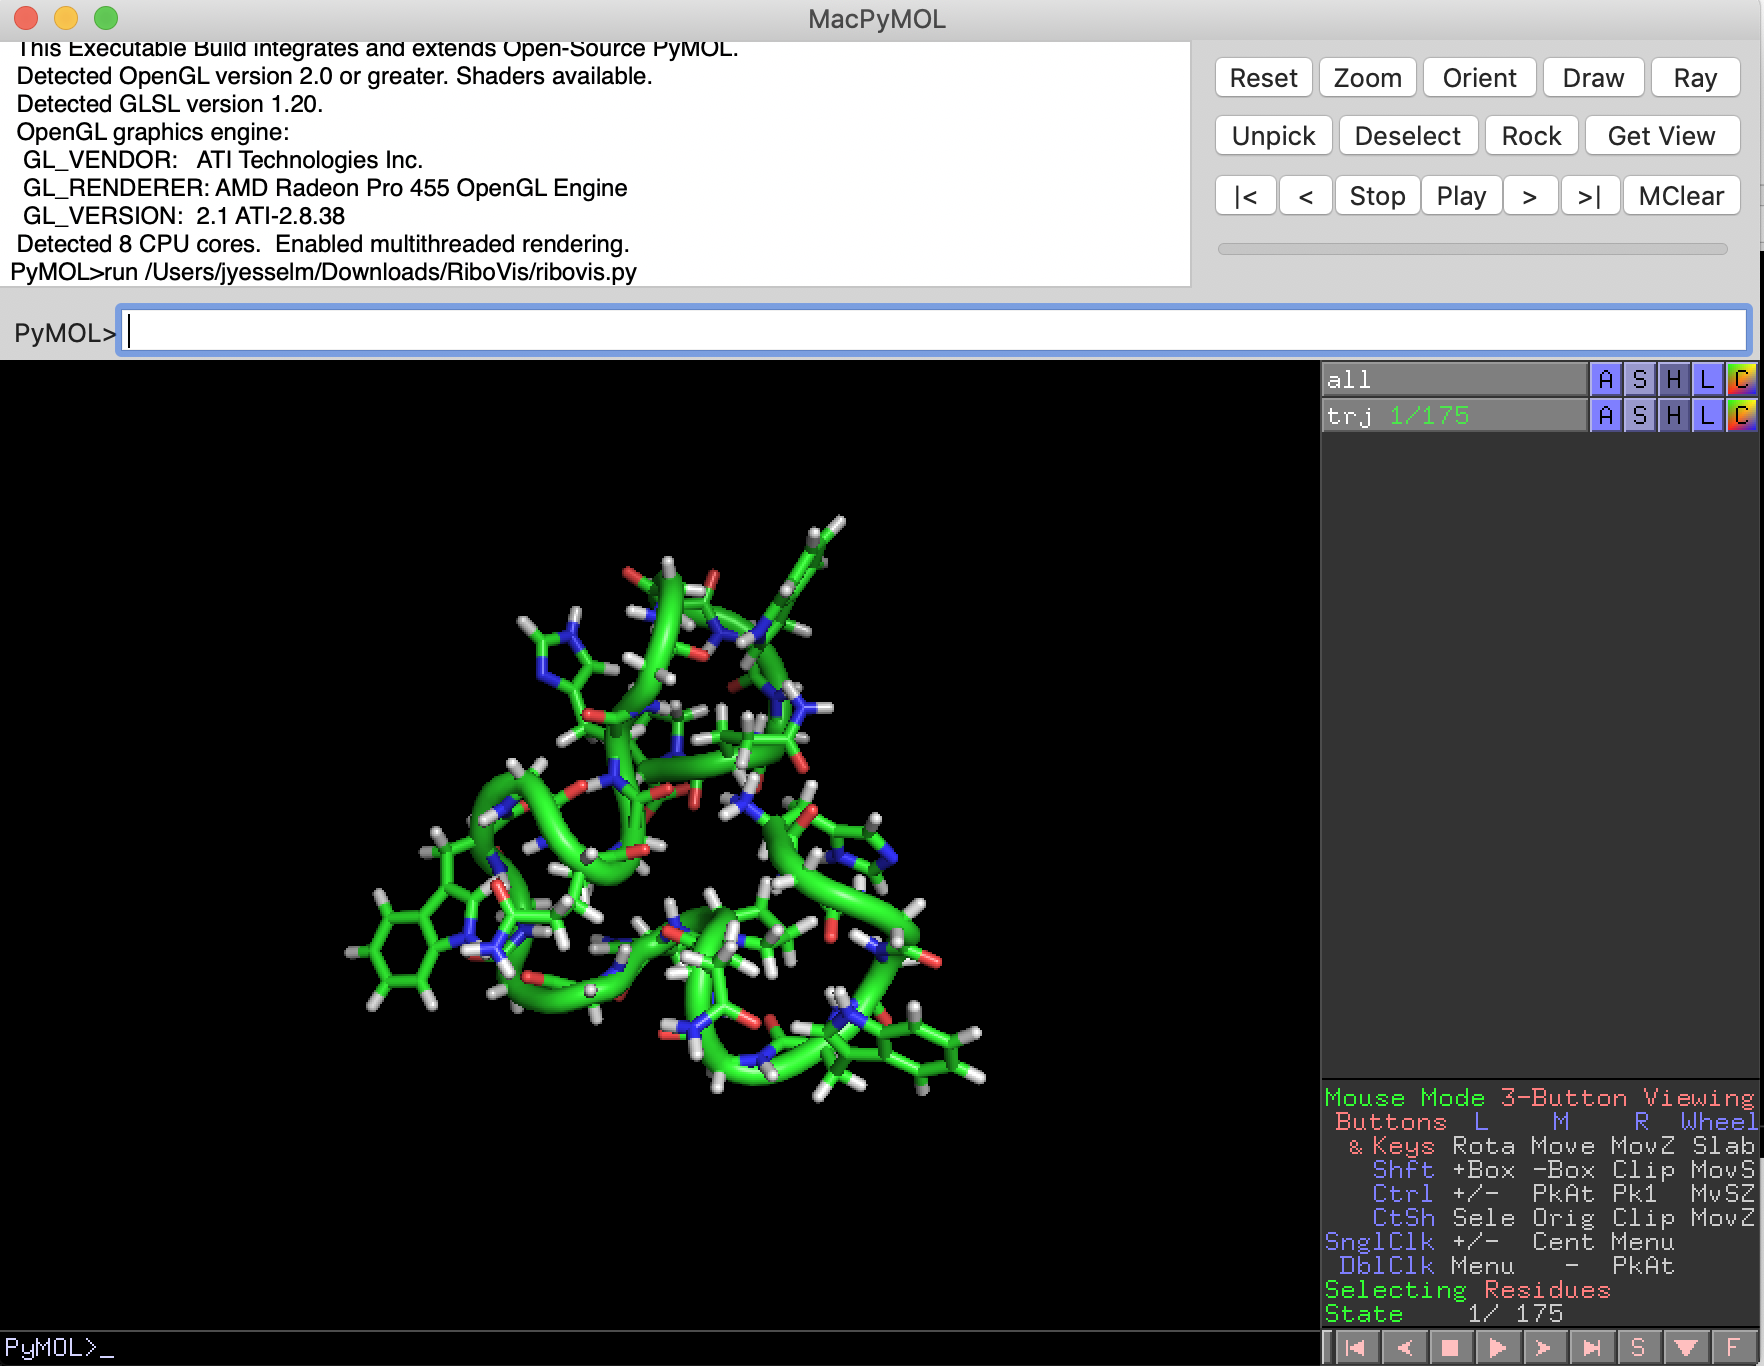 MacPyMOL
This Executable Build integrates and extends Open-Source PyMOL.
Detected OpenGL version 2.0 or greater. Shaders available.
Detected GLSL version 1.20.
OpenGL graphics engine:
GL_VENDOR: ATI Technologies Inc.
GL_RENDERER: AMD Radeon Pro 455 OpenGL Engine
GL_VERSION: 2.1 ATI-2.8.38
Detected 8 CPU cores. Enabled multithreaded rendering.
PyMOL>run /Users/jyesselm/Downloads/RiboVis/ribovis.py
Reset Zoom Orient Draw Ray
Unpick Deselect Rock Get View
|< < Stop Play > >| MClear
PyMOL>
all A S H L C
trj 1/175 A S H L C
Mouse Mode 3-Button Viewing
Buttons L M R Wheel
& Keys Rota Move MovZ Slab
Shft +Box -Box Clip MovS
Ctrl +/- PkAt Pk1 MvSZ
CtSh Sele Orig Clip MovZ
SnglClk +/- Cent Menu
DblClk Menu - PkAt
Selecting Residues
State 1/ 175
PyMOL>_
S F